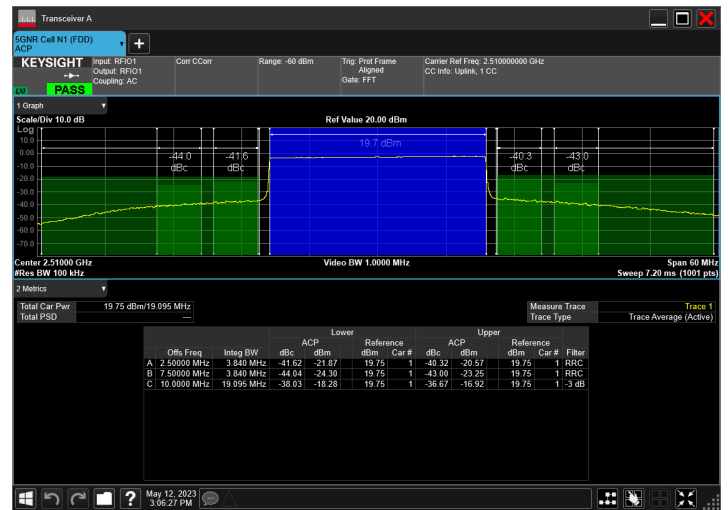 Transceiver A
5GNR Cell N1 (FDD)
ACP
KEYSIGHT
LXI
PASS
Input: RFIO1
Output: RFIO1
Coupling: AC
Corr CCorr
Range: -60 dBm
Trig: Prot Frame
Aligned
Gate: FFT
Carrier Ref Freq: 2.510000000 GHz
CC Info: Uplink, 1 CC
1 Graph
Scale/Div 10.0 dB
Ref Value 20.00 dBm
Log
10.0
0.00
-10.0
-20.0
-30.0
-40.0
-50.0
-60.0
-70.0
-44.0
dBc
-41.6
dBc
19.7 dBm
-40.3
dBc
-43.0
dBc
Center 2.51000 GHz
#Res BW 100 kHz
Video BW 1.0000 MHz
Span 60 MHz
Sweep 7.20 ms (1001 pts)
2 Metrics
Total Car Pwr 19.75 dBm/19.095 MHz
Total PSD ---
Measure Trace Trace 1
Trace Type Trace Average (Active)
Lower Upper
ACP Reference ACP Reference
Offs Freq Integ BW dBc dBm dBm Car # dBc dBm dBm Car # Filter
A 2.50000 MHz 3.840 MHz -41.62 -21.87 19.75 1 -40.32 -20.57 19.75 1 RRC
B 7.50000 MHz 3.840 MHz -44.04 -24.30 19.75 1 -43.00 -23.25 19.75 1 RRC
C 10.0000 MHz 19.095 MHz -38.03 -18.28 19.75 1 -36.67 -16.92 19.75 1 -3 dB
May 12, 2023
3:06:27 PM